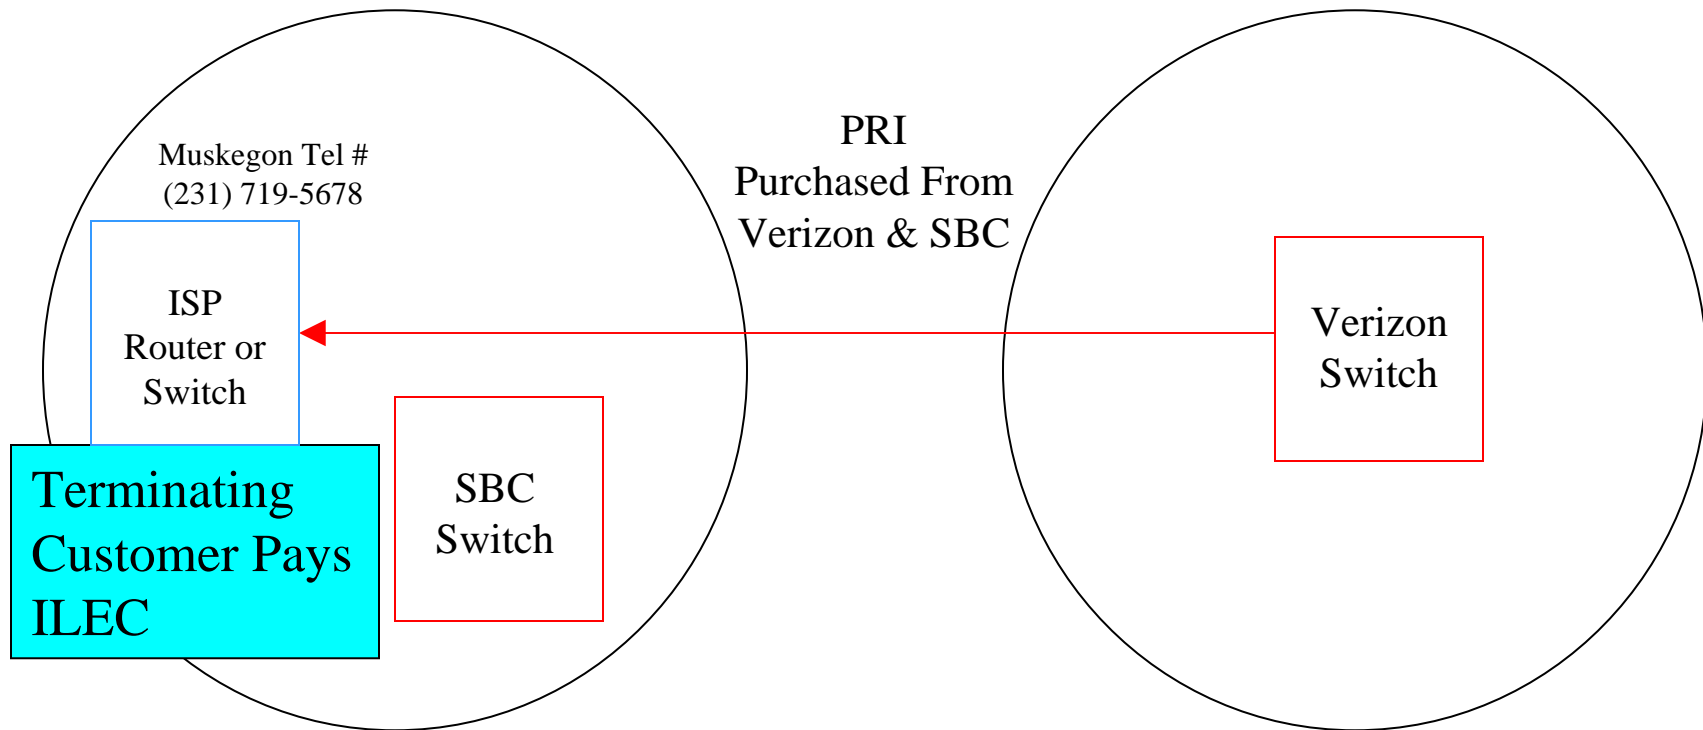 Muskegon Tel #
(231) 719-5678
PRI
Purchased From
Verizon & SBC
ISP
Router or
Switch
Verizon
Switch
SBC
Switch
Terminating
Customer Pays
ILEC